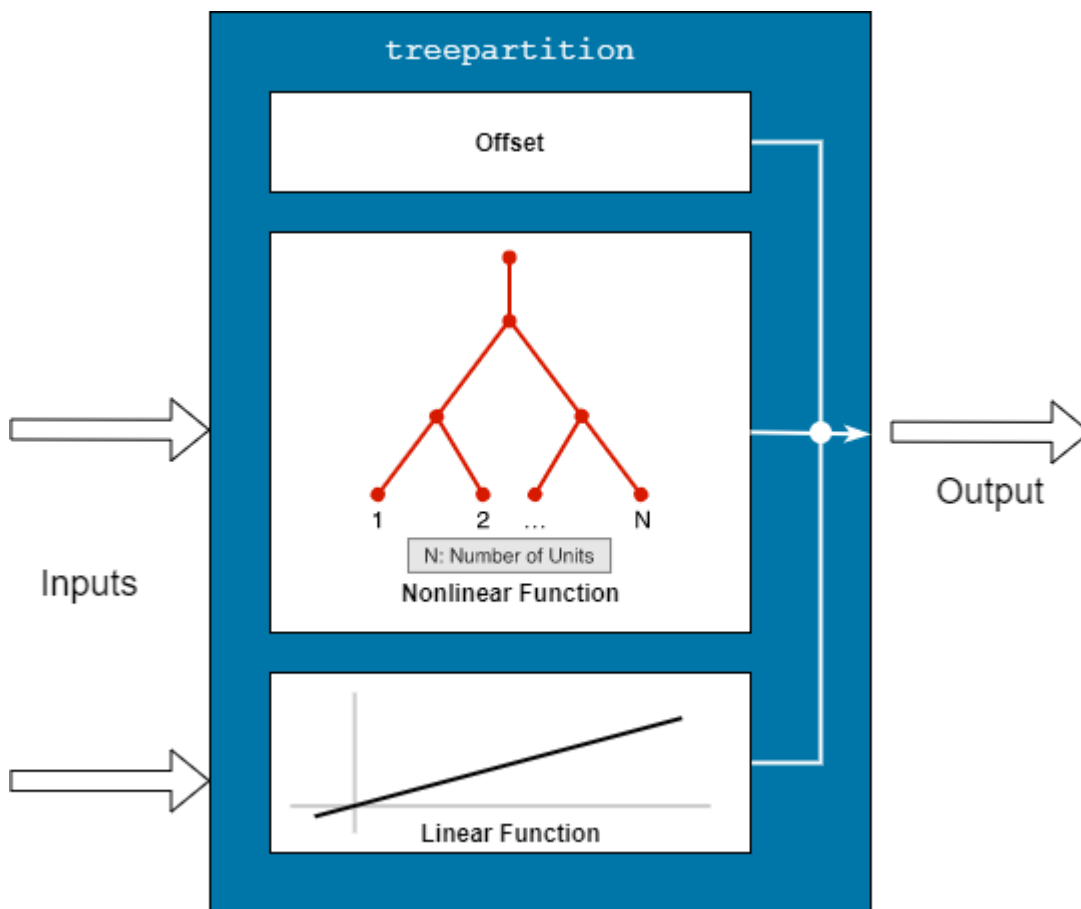 treepartition
Offset
1 2 ... N
N: Number of Units
Nonlinear Function
Inputs
Output
Linear Function